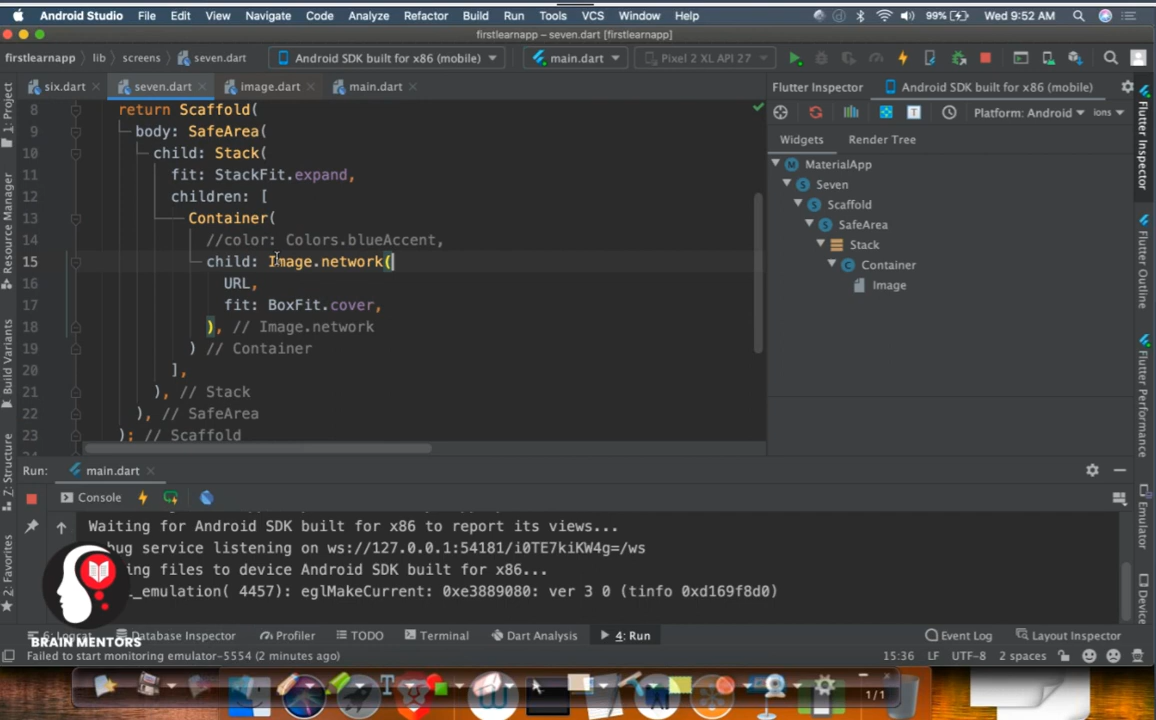 Android Studio File Edit View Navigate Code Analyze Refactor Build Run Tools VCS Window Help 99% Wed 9:52 AM
firstlearnapp – seven.dart [firstlearnapp]
firstlearnapp lib screens seven.dart Android SDK built for x86 (mobile) main.dart Pixel 2 XL API 27
six.dart seven.dart image.dart main.dart
Flutter Inspector Android SDK built for x86 (mobile)
Platform: Android ions
Widgets Render Tree
MaterialApp
Seven
Scaffold
SafeArea
Stack
Container
Image
8 return Scaffold(
9 body: SafeArea(
10 child: Stack(
11 fit: StackFit.expand,
12 children: [
13 Container(
14 //color: Colors.blueAccent,
15 child: Image.network(
16 URL,
17 fit: BoxFit.cover,
18 ), // Image.network
19 ) // Container
20 ],
21 ), // Stack
22 ), // SafeArea
23 ); // Scaffold
1: Project
Resource Manager
Build Variants
7: Structure
2: Favorites
Flutter Inspector
Flutter Outline
Flutter Performance
Emulator
Device
Run: main.dart
Console
Waiting for Android SDK built for x86 to report its views...
bug service listening on ws://127.0.0.1:54181/i0TE7kiKW4g=/ws
ing files to device Android SDK built for x86...
_emulation( 4457): eglMakeCurrent: 0xe3889080: ver 3 0 (tinfo 0xd169f8d0)
6: Logcat Database Inspector Profiler TODO Terminal Dart Analysis 4: Run Event Log Layout Inspector
BRAIN MENTORS
Failed to start monitoring emulator-5554 (2 minutes ago) 15:36 LF UTF-8 2 spaces
1/1